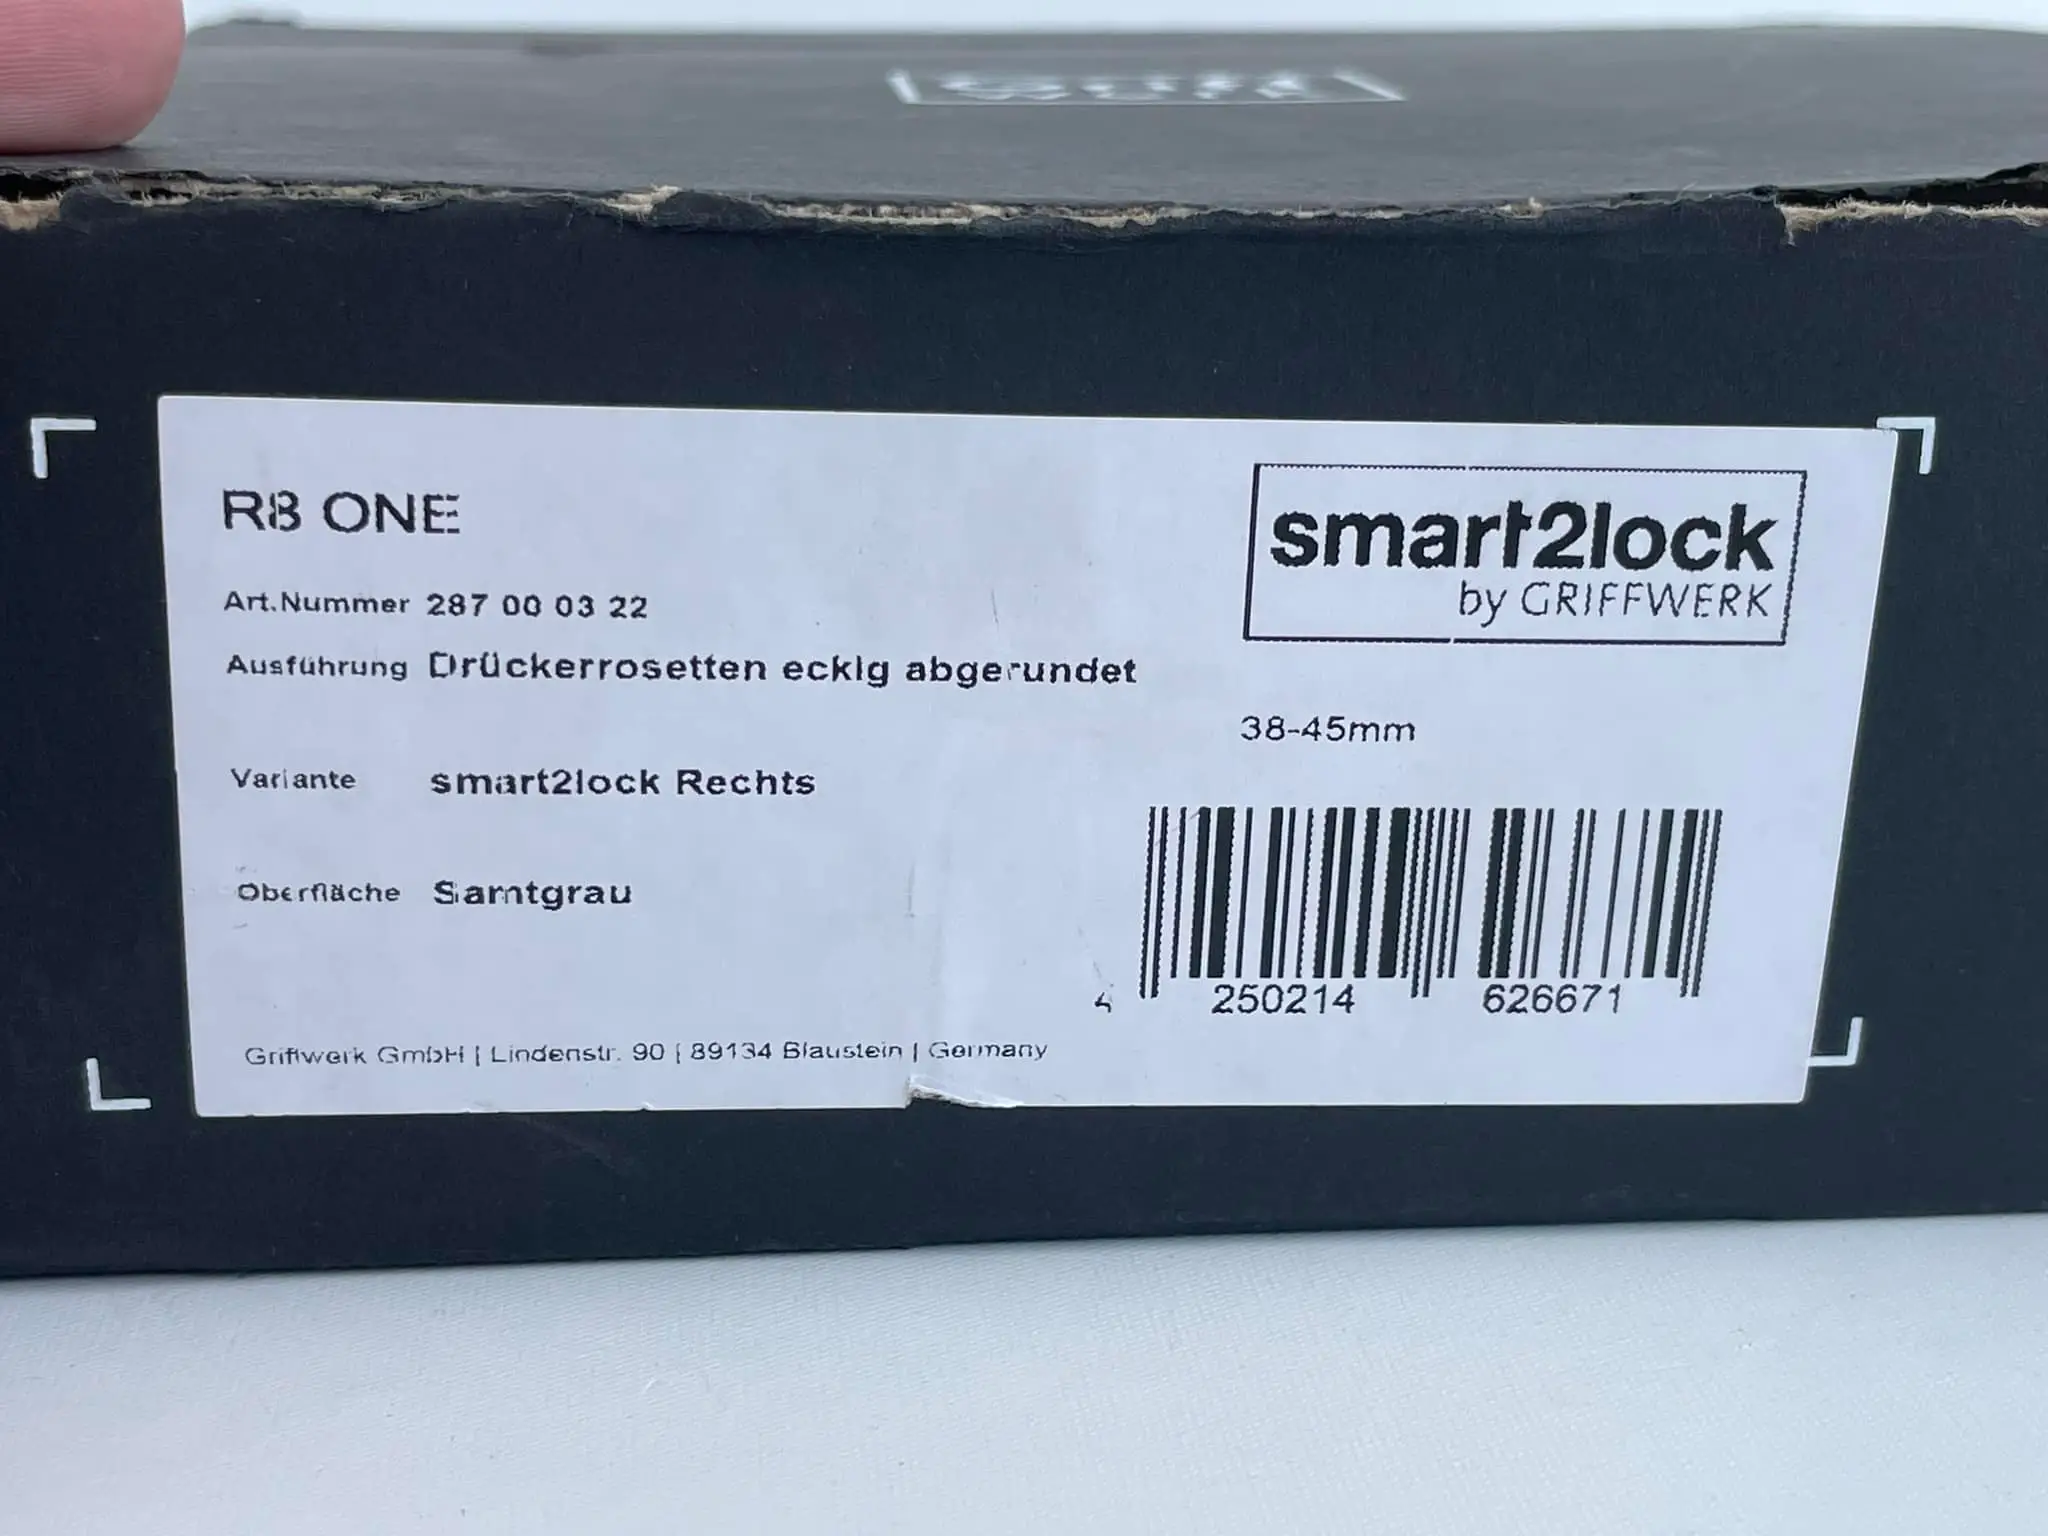 R8 ONE
smart2lock
by GRIFFWERK
Art.Nummer 287 00 03 22
Ausführung Drückerrosetten eckig abgerundet
38-45mm
Variante smart2lock Rechts
Oberfläche Samtgrau
4 250214 626671
Griffwerk GmbH | Lindenstr. 90 | 89134 Blaustein | Germany